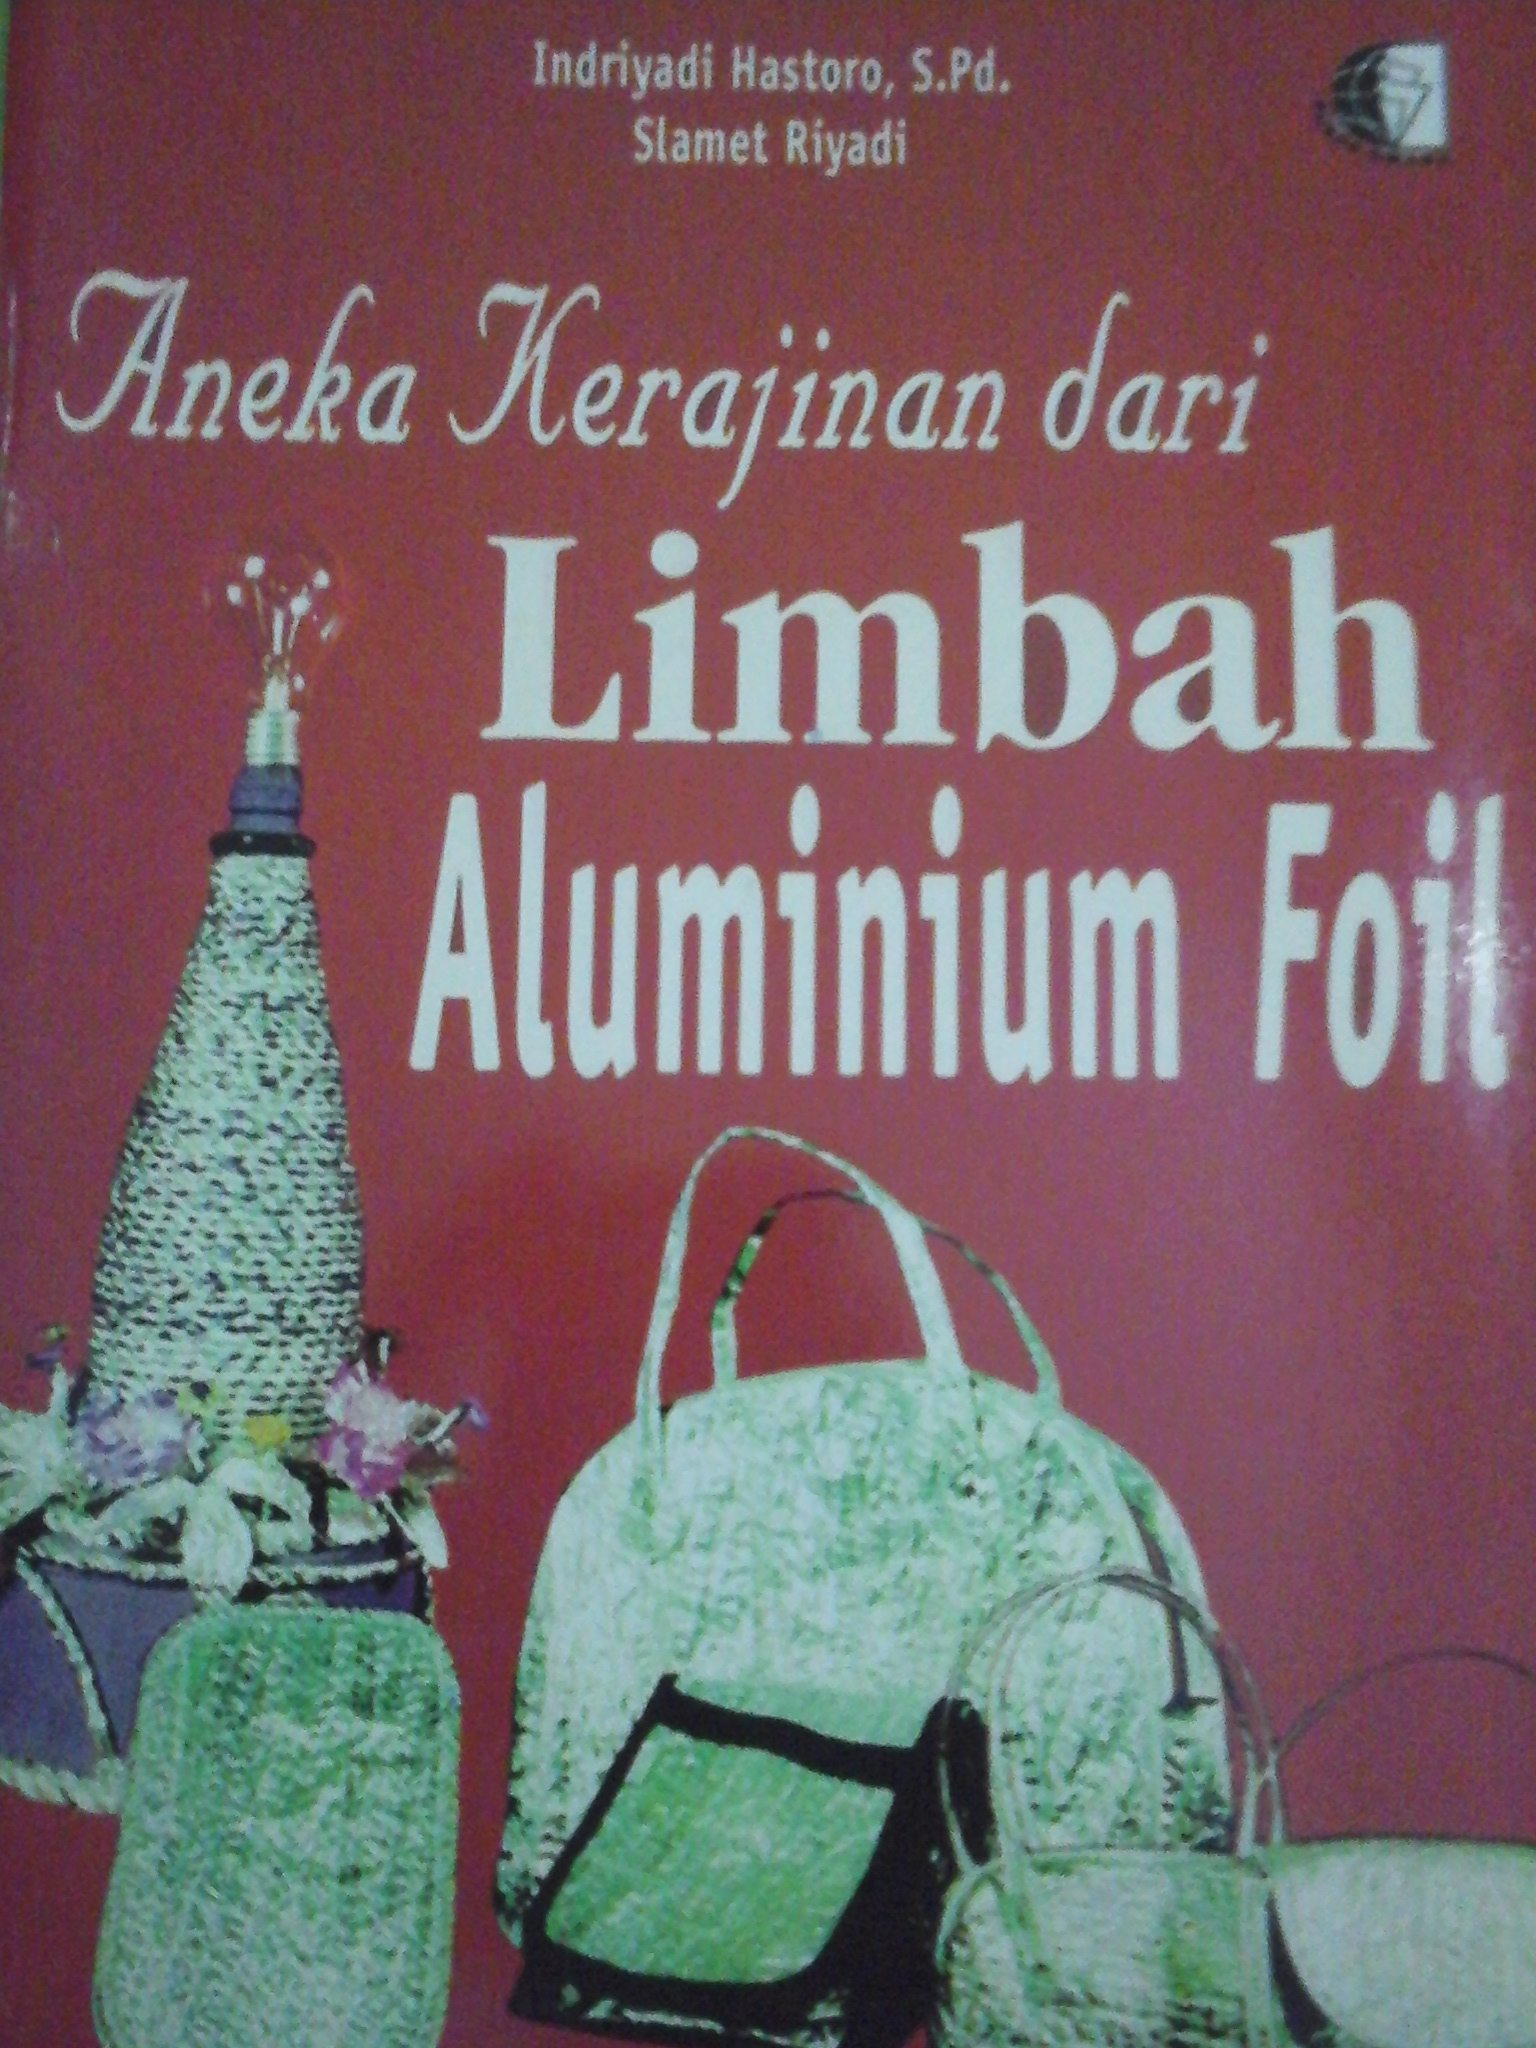 Indriyadi Hastoro, S.Pd.
Slamet Riyadi
Aneka Kerajinan dari
Limbah
Aluminium Foil